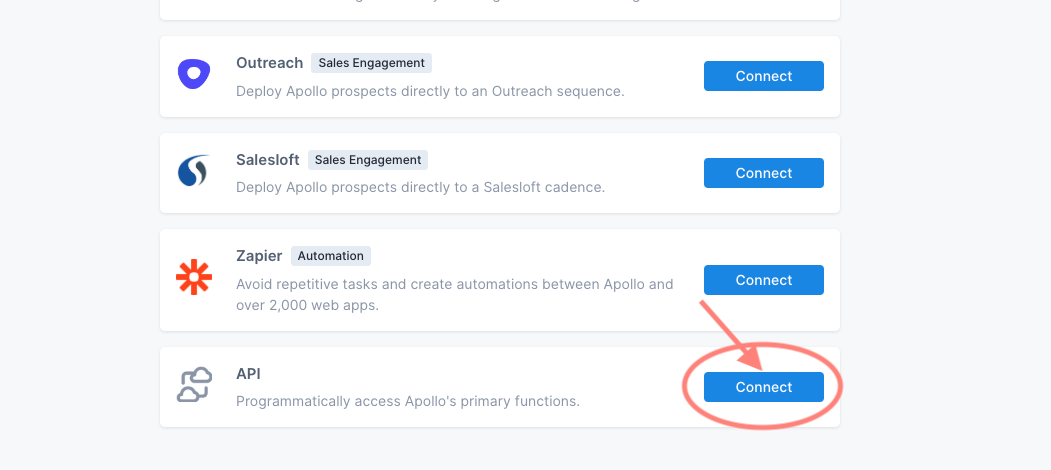 Outreach Sales Engagement
Deploy Apollo prospects directly to an Outreach sequence.
Connect
Salesloft Sales Engagement
Deploy Apollo prospects directly to a Salesloft cadence.
Connect
Zapier Automation
Avoid repetitive tasks and create automations between Apollo and
over 2,000 web apps.
Connect
API
Programmatically access Apollo's primary functions.
Connect